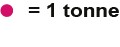 = 1 tonne